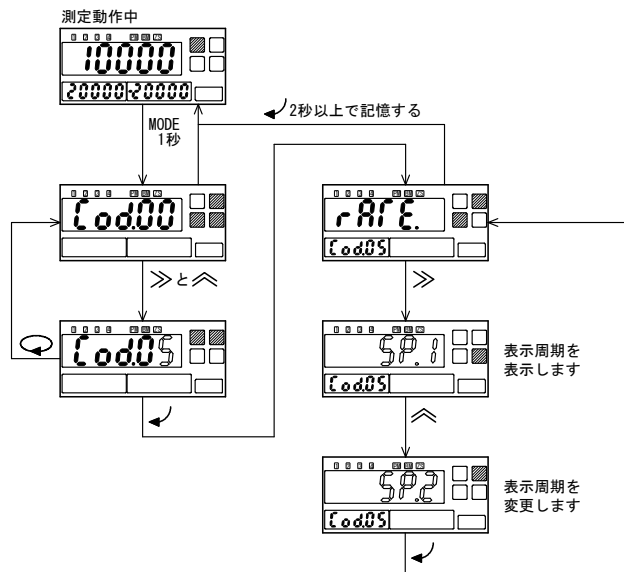 測定動作中
10000
20000 -20000
MODE
1秒
2秒以上で記憶する
Cod.00
≫と︽
Cod.05
rATE.
Cod.05
≫
SP.1
Cod.05
表示周期を
表示します
︽
SP.2
Cod.05
表示周期を
変更します